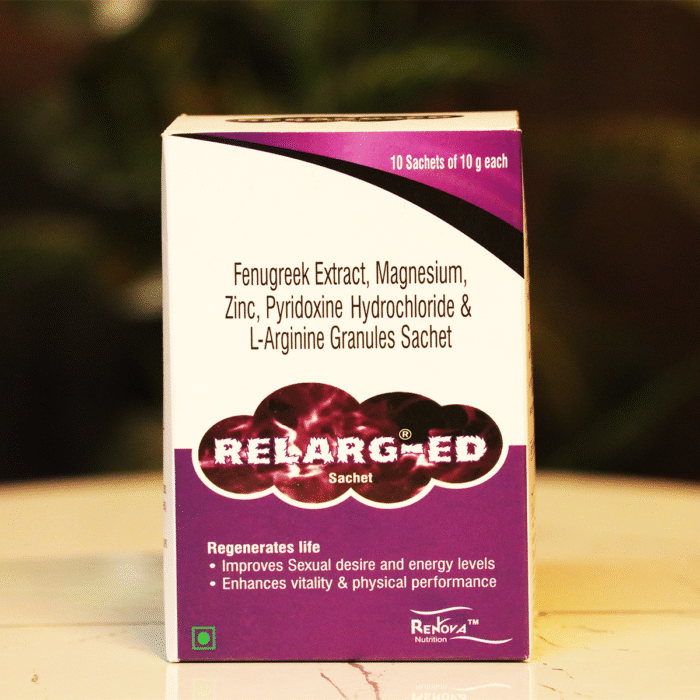 10 Sachets of 10 g each
Fenugreek Extract, Magnesium,
Zinc, Pyridoxine Hydrochloride &
L-Arginine Granules Sachet
RELARG®-ED
Sachet
Regenerates life
• Improves Sexual desire and energy levels
• Enhances vitality & physical performance
RENOVA™
Nutrition